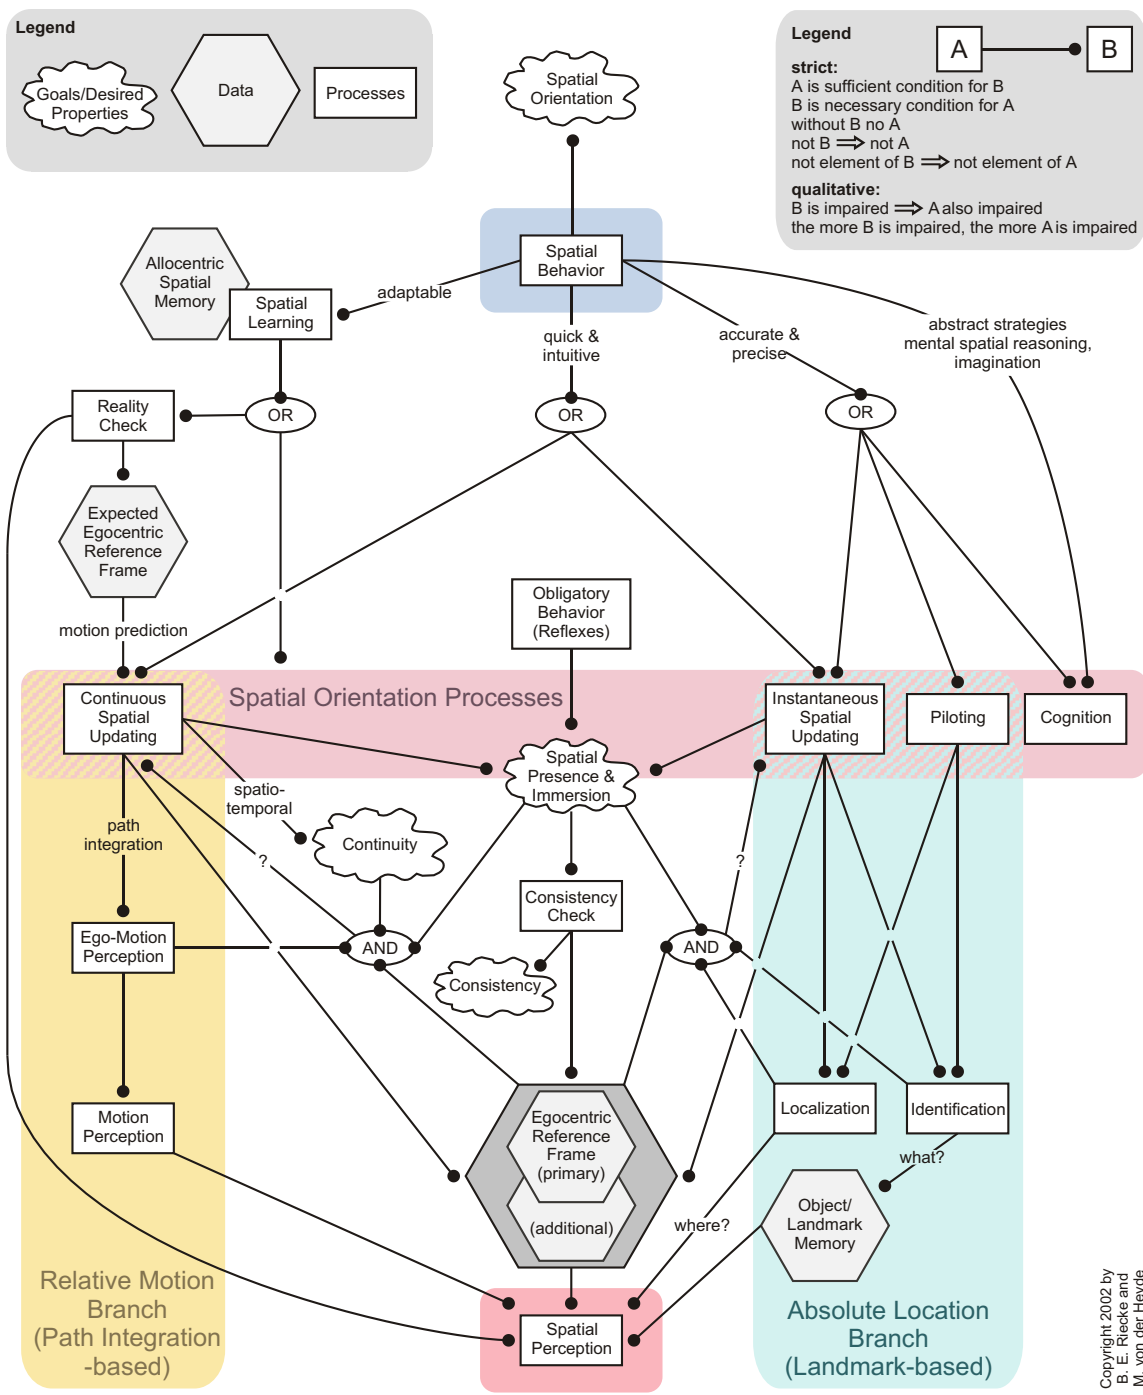 Legend
Goals/Desired
Properties
Data
Processes
Spatial
Orientation
Legend
A
B
strict:
A is sufficient condition for B
B is necessary condition for A
without B no A
not B ⟹ not A
not element of B ⟹ not element of A
qualitative:
B is impaired ⟹ A also impaired
the more B is impaired, the more A is impaired
Spatial
Behavior
Allocentric
Spatial
Memory
Spatial
Learning
adaptable
quick &
intuitive
accurate &
precise
abstract strategies
mental spatial reasoning,
imagination
Reality
Check
OR
OR
OR
Expected
Egocentric
Reference
Frame
motion prediction
Obligatory
Behavior
(Reflexes)
Spatial Orientation Processes
Continuous
Spatial
Updating
Instantaneous
Spatial
Updating
Piloting
Cognition
Spatial
Presence &
Immersion
spatio-
temporal
path
integration
Continuity
?
?
Consistency
Check
Ego-Motion
Perception
AND
AND
Consistency
Motion
Perception
Egocentric
Reference
Frame
(primary)
(additional)
Localization
Identification
what?
where?
Object/
Landmark
Memory
Relative Motion
Branch
(Path Integration
-based)
Spatial
Perception
Absolute Location
Branch
(Landmark-based)
Copyright 2002 by
B. E. Riecke and
M. von der Heyde